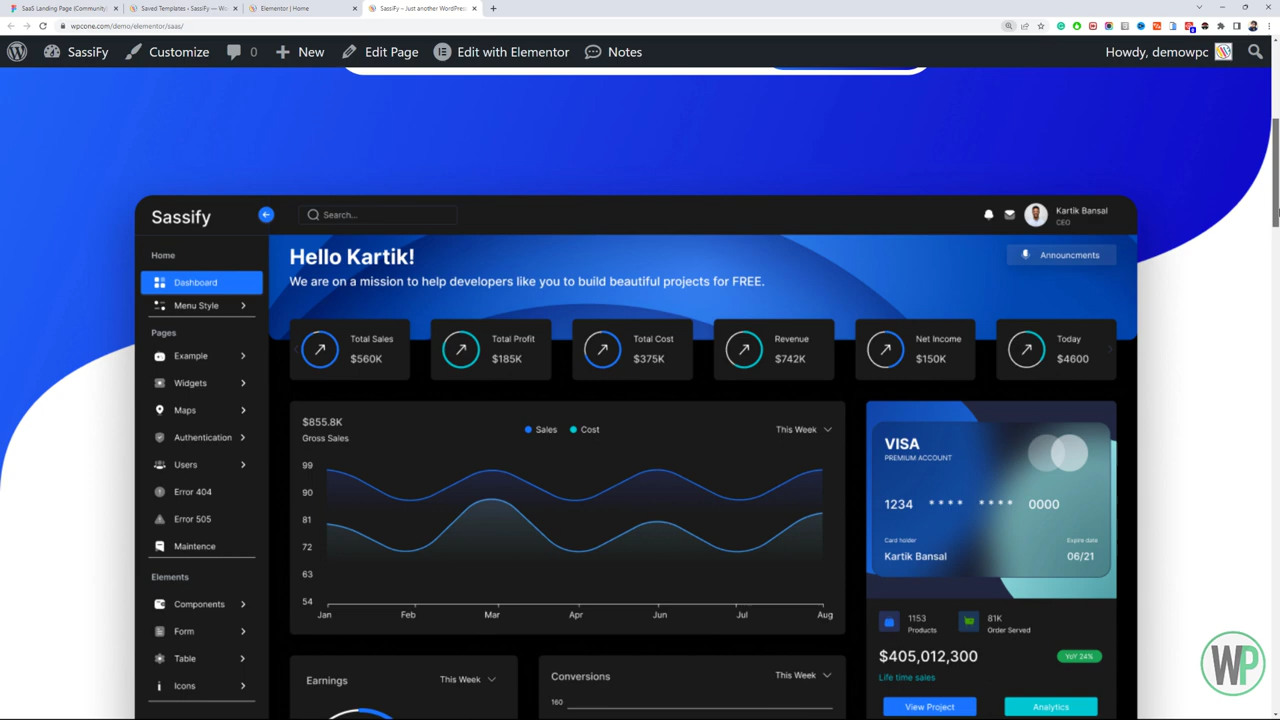 SaaS Landing Page (Community)
Saved Templates - SassiFy — Wo
Elementor | Home
SassiFy – Just another WordPress
wpcone.com/demo/elementor/saas/
SassiFy
Customize
0
New
Edit Page
Edit with Elementor
Notes
Howdy, demowpc
Sassify
Search...
Kartik Bansal
CEO
Home
Hello Kartik!
Announcments
We are on a mission to help developers like you to build beautiful projects for FREE.
Dashboard
Menu Style
Pages
Example
Widgets
Maps
Authentication
Users
Error 404
Error 505
Maintence
Elements
Components
Form
Table
Icons
Total Sales
$560K
Total Profit
$185K
Total Cost
$375K
Revenue
$742K
Net Income
$150K
Today
$4600
$855.8K
Gross Sales
Sales
Cost
This Week
99
90
81
72
63
54
Jan Feb Mar Apr Jun Jul Aug
VISA
PREMIUM ACCOUNT
1234 **** **** 0000
Card holder
Expire date
Kartik Bansal
06/21
1153
Products
81K
Order Served
$405,012,300
YoY 24%
Life time sales
View Project
Analytics
Earnings
This Week
Conversions
This Week
160
WP